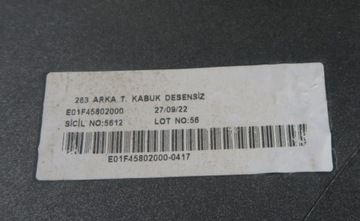 263 ARKA T. KABUK DESENSİZ
E01F45802000 27/09/22
SİCİL NO:5612 LOT NO:56
E01F45802000-0417